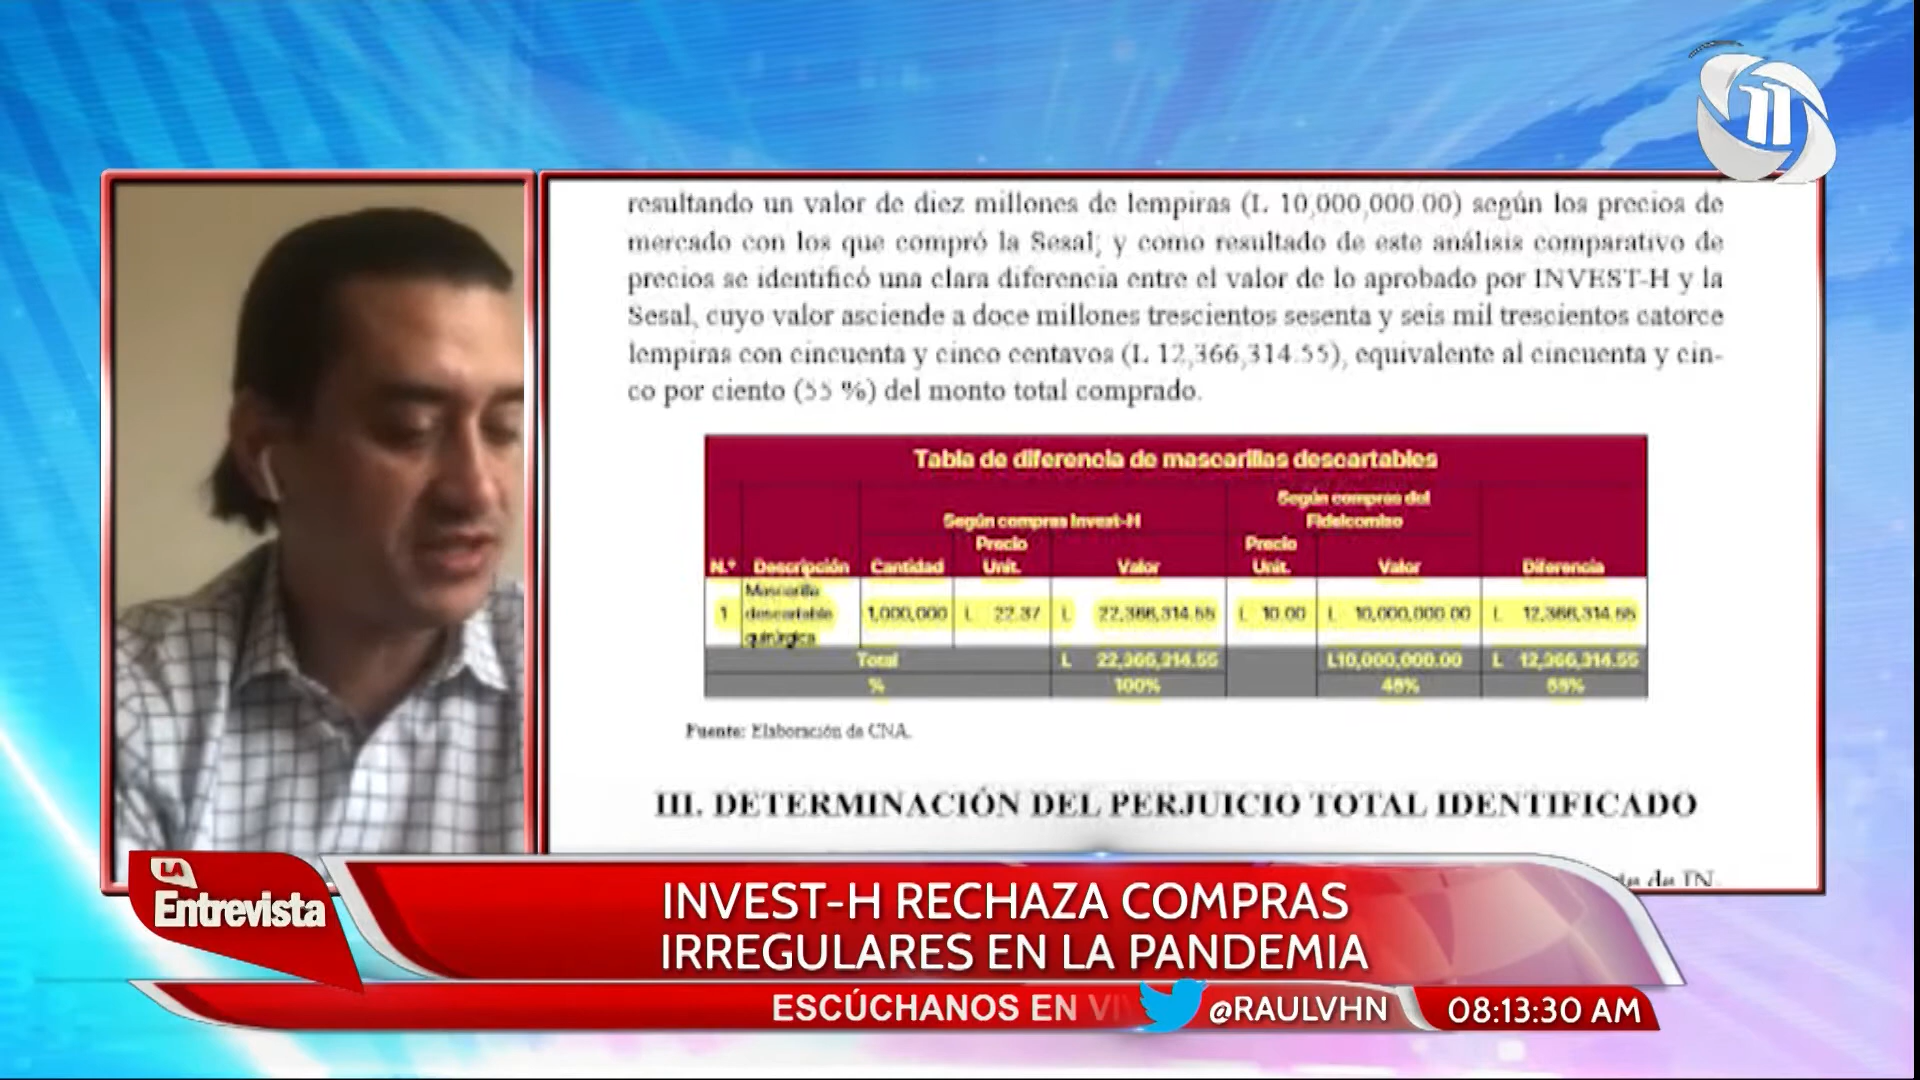 11
resultando un valor de diez millones de lempiras (L 10,000,000.00) según los precios de
mercado con los que compró la Sesal; y como resultado de este análisis comparativo de
precios se identificó una clara diferencia entre el valor de lo aprobado por INVEST-H y la
Sesal, cuyo valor asciende a doce millones trescientos sesenta y seis mil trescientos catorce
lempiras con cincuenta y cinco centavos (L 12,366,314.55), equivalente al cincuenta y cin-
co por ciento (55 %) del monto total comprado.
Tabla de diferencia de mascarillas descartables
Según compras Invest-H
Según compras del
Fideicomiso
N.° Descripción Cantidad Precio Unit. Valor Precio Unit. Valor Diferencia
1 Mascarilla descartable quirúrgica 1,000,000 L 22.37 L 22,366,314.55 L 10.00 L 10,000,000.00 L 12,366,314.55
Total L 22,366,314.55 L10,000,000.00 L 12,366,314.55
% 100% 45% 55%
Fuente: Elaboración de CNA.
III. DETERMINACIÓN DEL PERJUICIO TOTAL IDENTIFICADO
de IN
LA
Entrevista
INVEST-H RECHAZA COMPRAS
IRREGULARES EN LA PANDEMIA
ESCÚCHANOS EN VI
@RAULVHN
08:13:30 AM